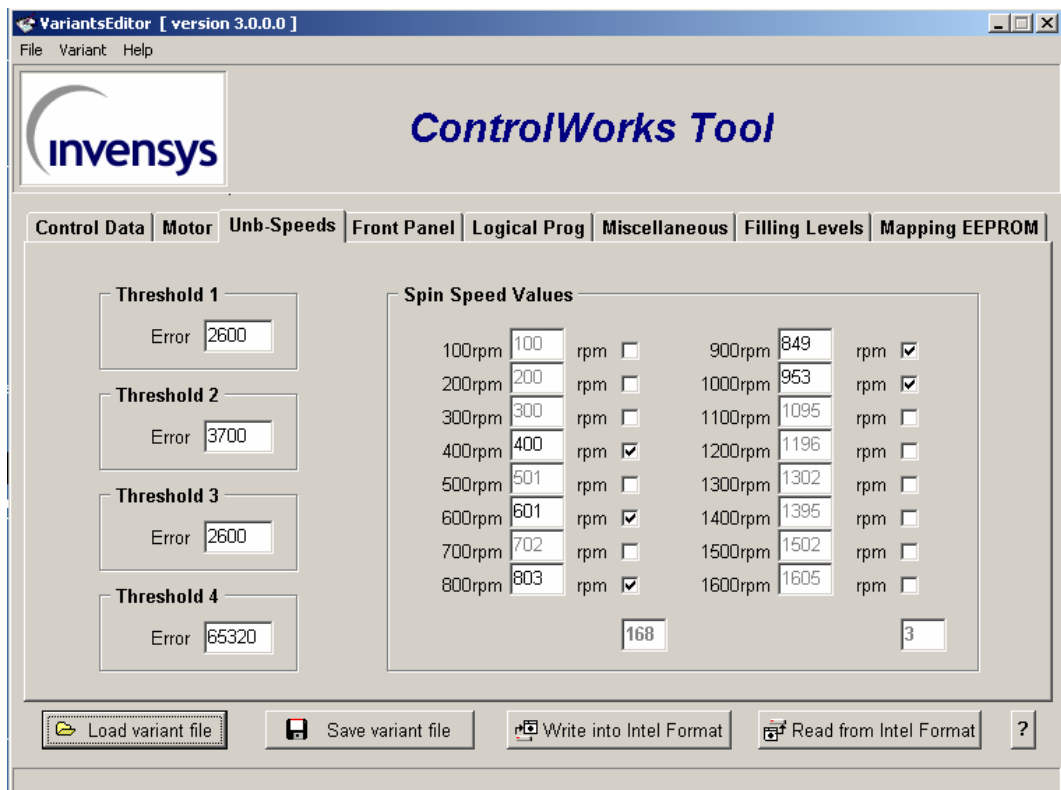 VariantsEditor [ version 3.0.0.0 ]
File Variant Help
invensys
ControlWorks Tool
Control Data Motor Unb-Speeds Front Panel Logical Prog Miscellaneous Filling Levels Mapping EEPROM
Threshold 1
Error 2600
Threshold 2
Error 3700
Threshold 3
Error 2600
Threshold 4
Error 65320
Spin Speed Values
100rpm 100 rpm
200rpm 200 rpm
300rpm 300 rpm
400rpm 400 rpm
500rpm 501 rpm
600rpm 601 rpm
700rpm 702 rpm
800rpm 803 rpm
168
900rpm 849 rpm
1000rpm 953 rpm
1100rpm 1095 rpm
1200rpm 1196 rpm
1300rpm 1302 rpm
1400rpm 1395 rpm
1500rpm 1502 rpm
1600rpm 1605 rpm
3
Load variant file Save variant file Write into Intel Format Read from Intel Format ?